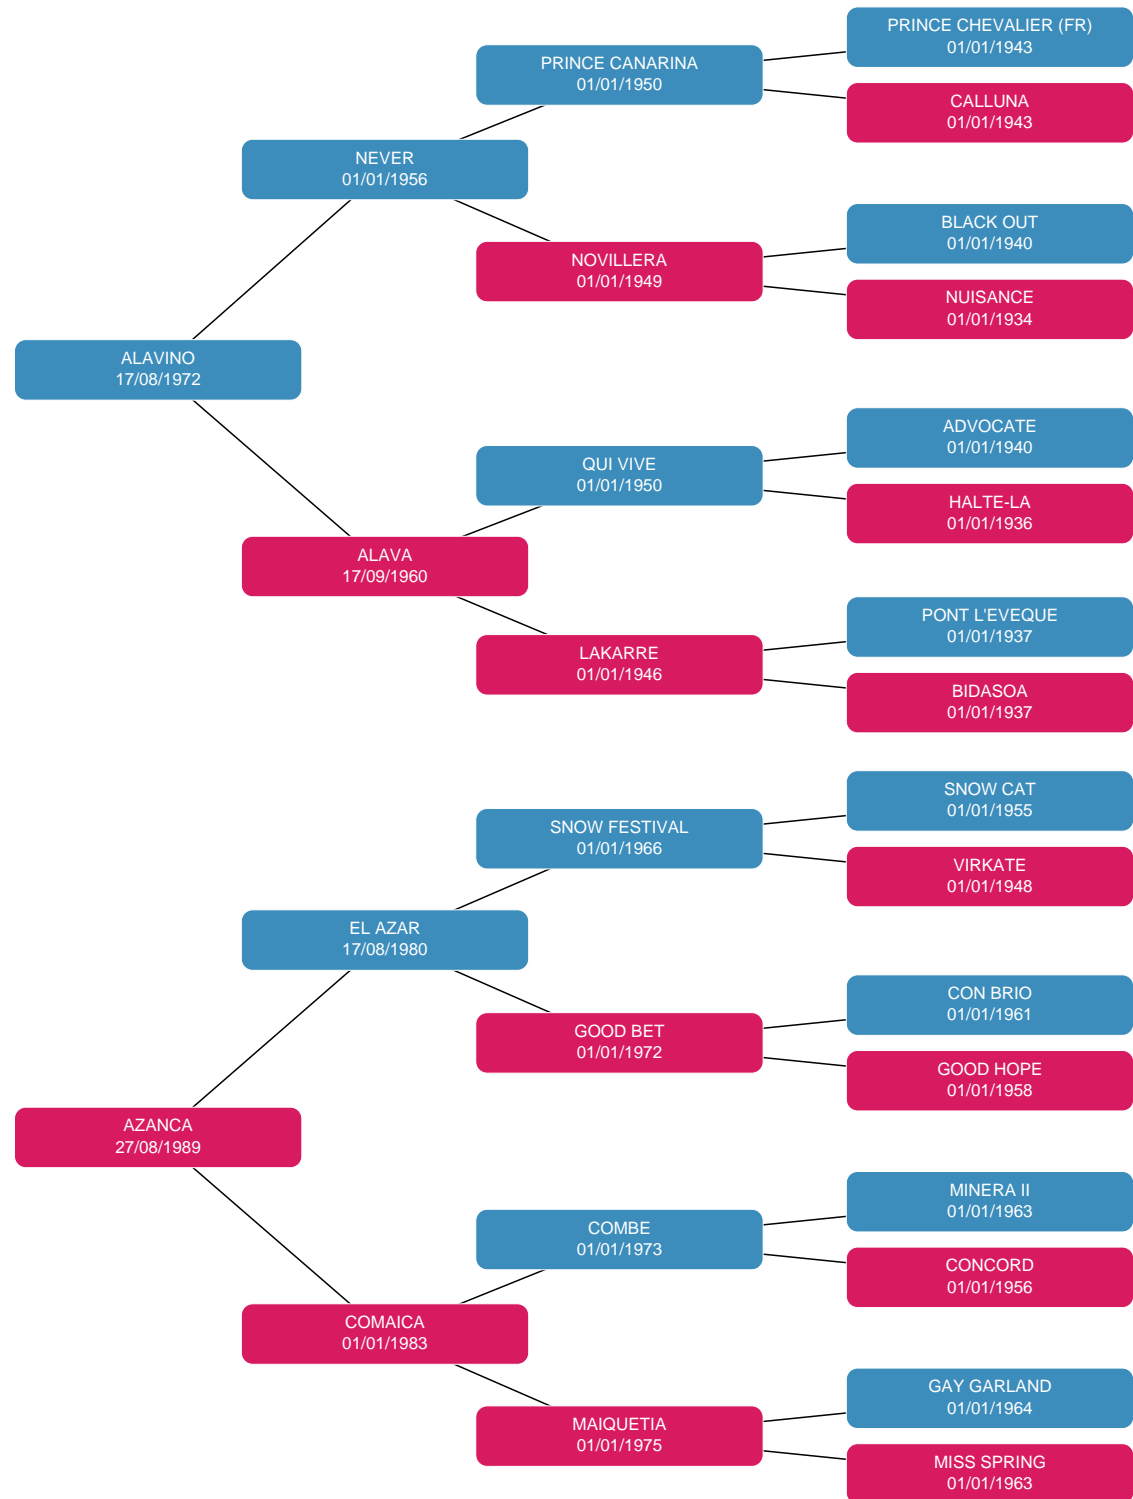 PRINCE CHEVALIER (FR)
01/01/1943
PRINCE CANARINA
01/01/1950
CALLUNA
01/01/1943
NEVER
01/01/1956
BLACK OUT
01/01/1940
NOVILLERA
01/01/1949
NUISANCE
01/01/1934
ALAVINO
17/08/1972
ADVOCATE
01/01/1940
QUI VIVE
01/01/1950
HALTE-LA
01/01/1936
ALAVA
17/09/1960
PONT L'EVEQUE
01/01/1937
LAKARRE
01/01/1946
BIDASOA
01/01/1937
SNOW CAT
01/01/1955
SNOW FESTIVAL
01/01/1966
VIRKATE
01/01/1948
EL AZAR
17/08/1980
CON BRIO
01/01/1961
GOOD BET
01/01/1972
GOOD HOPE
01/01/1958
AZANCA
27/08/1989
MINERA II
01/01/1963
COMBE
01/01/1973
CONCORD
01/01/1956
COMAICA
01/01/1983
GAY GARLAND
01/01/1964
MAIQUETIA
01/01/1975
MISS SPRING
01/01/1963